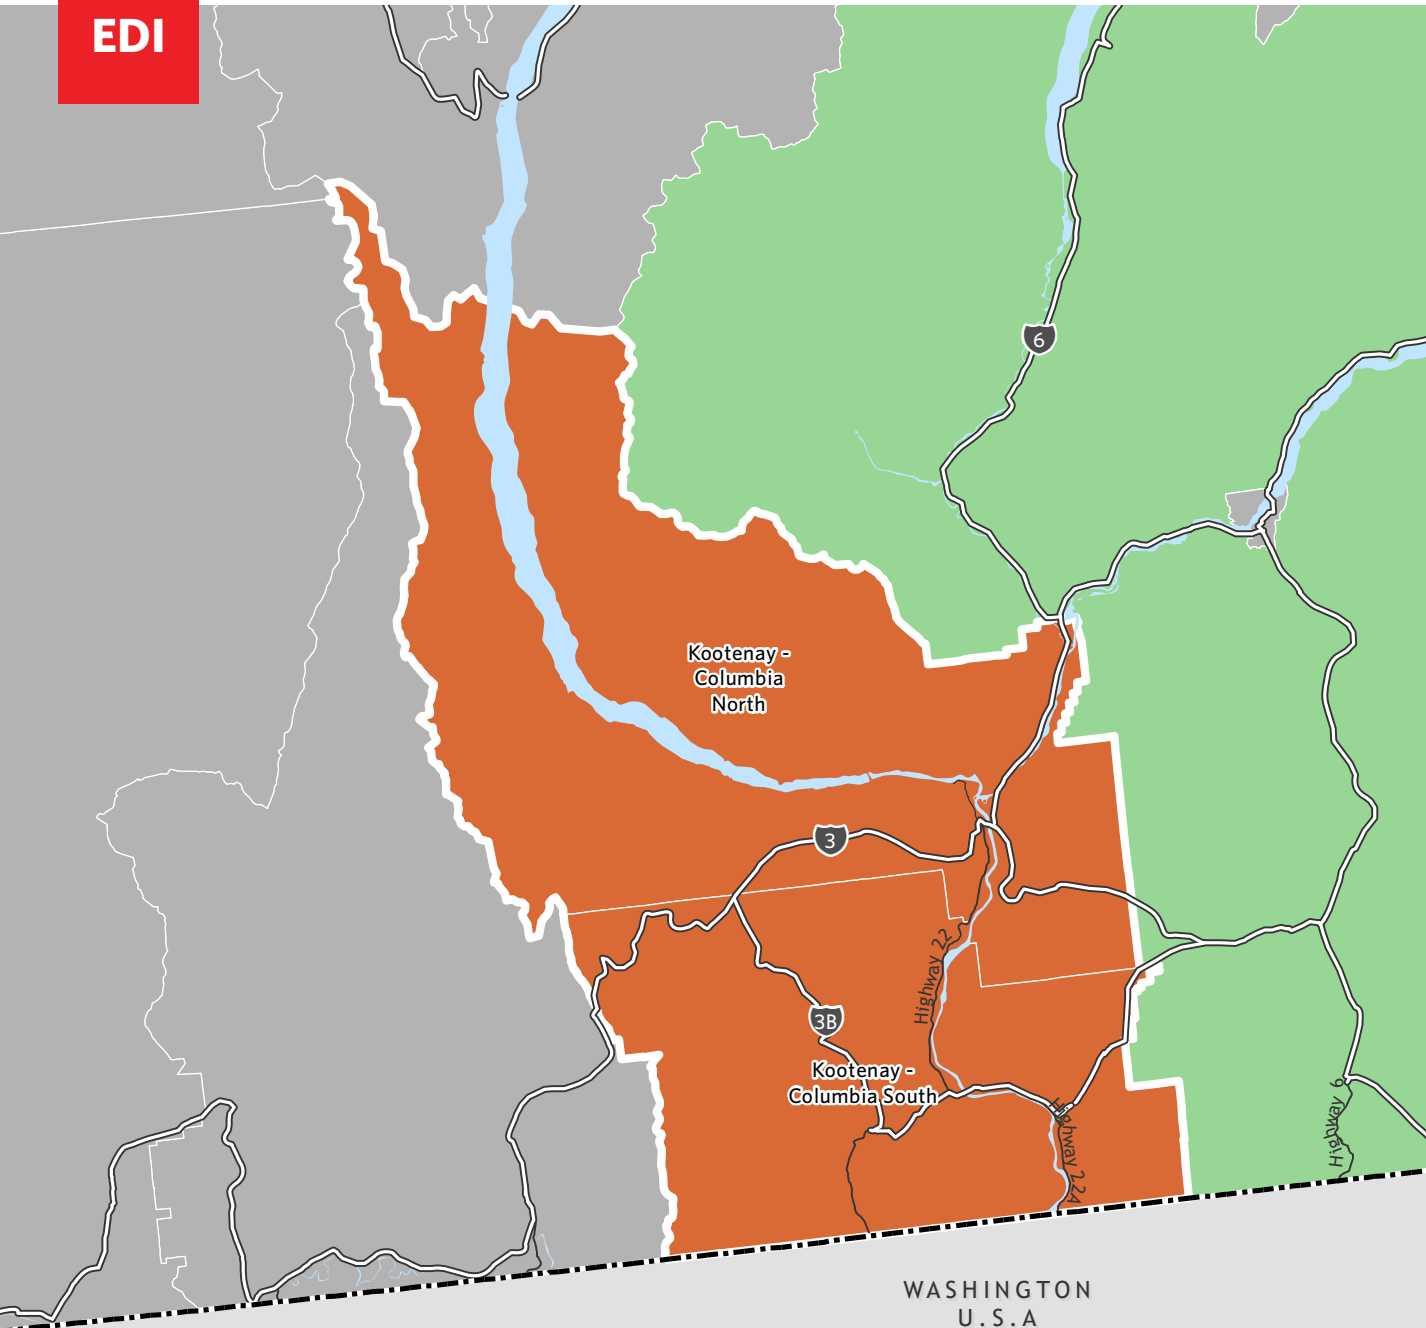 EDI
6
Kootenay -
Columbia
North
3
Highway 22
3B
Kootenay -
Columbia South
Highway 22A
Highway 6
WASHINGTON
U.S.A